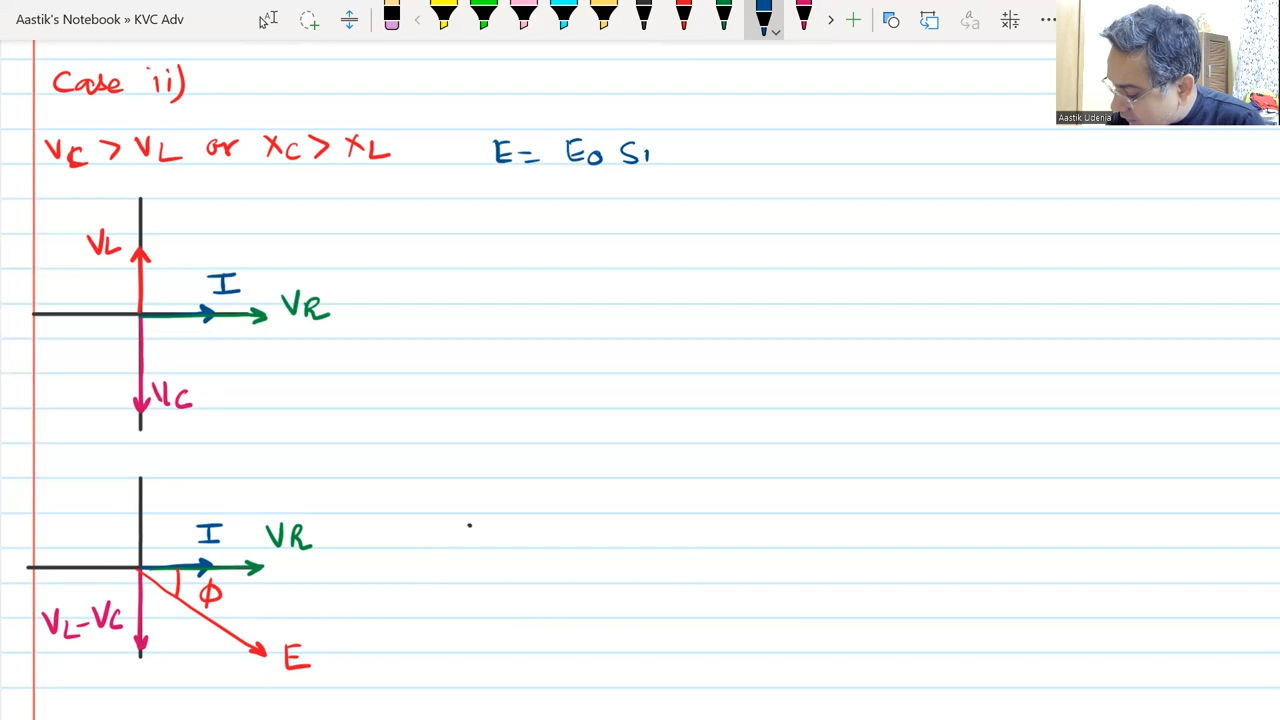 Aastik's Notebook » KVC Adv
Aastik Udenia
Case ii)
VC > VL or XC > XL
E = E0 Si
VL
I
VR
VC
I
VR
ϕ
VL-VC
E